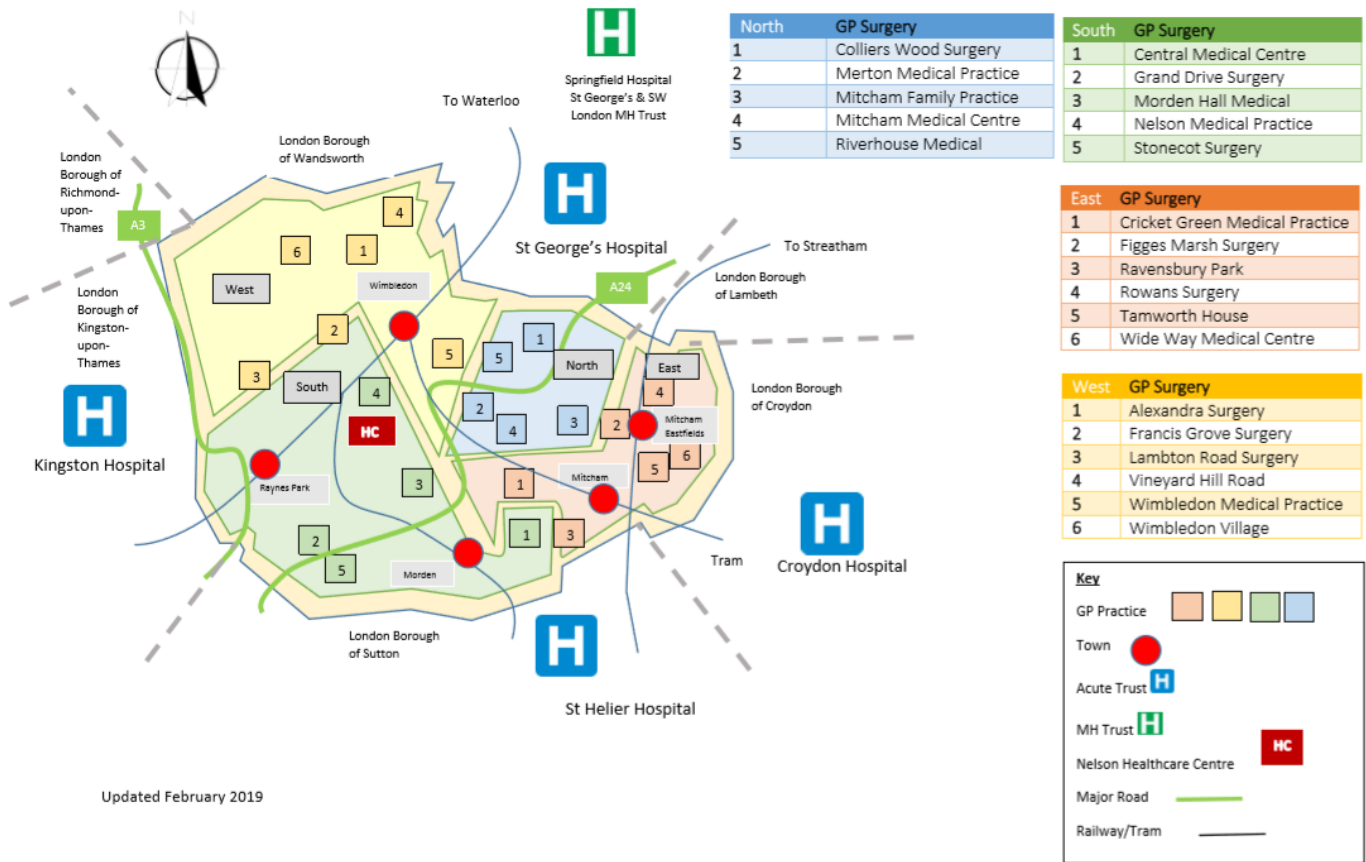 N
Springfield Hospital
St George's & SW
London MH Trust
To Waterloo
London Borough
of Wandsworth
London
Borough of
Richmond-
upon-
Thames
A3
St George's Hospital
To Streatham
London Borough
of Lambeth
A24
London
Borough of
Kingston-
upon-
Thames
Kingston Hospital
West
6
1
4
Wimbledon
2
3
5
South
4
HC
3
Raynes Park
2
5
Morden
1
North
1
5
2
4
3
East
4
2
Mitcham
Eastfields
5
6
1
Mitcham
3
London Borough
of Croydon
Croydon Hospital
Tram
London Borough
of Sutton
St Helier Hospital
Updated February 2019
North GP Surgery
1 Colliers Wood Surgery
2 Merton Medical Practice
3 Mitcham Family Practice
4 Mitcham Medical Centre
5 Riverhouse Medical
South GP Surgery
1 Central Medical Centre
2 Grand Drive Surgery
3 Morden Hall Medical
4 Nelson Medical Practice
5 Stonecot Surgery
East GP Surgery
1 Cricket Green Medical Practice
2 Figges Marsh Surgery
3 Ravensbury Park
4 Rowans Surgery
5 Tamworth House
6 Wide Way Medical Centre
West GP Surgery
1 Alexandra Surgery
2 Francis Grove Surgery
3 Lambton Road Surgery
4 Vineyard Hill Road
5 Wimbledon Medical Practice
6 Wimbledon Village
Key
GP Practice
Town
Acute Trust H
MH Trust H
Nelson Healthcare Centre HC
Major Road
Railway/Tram